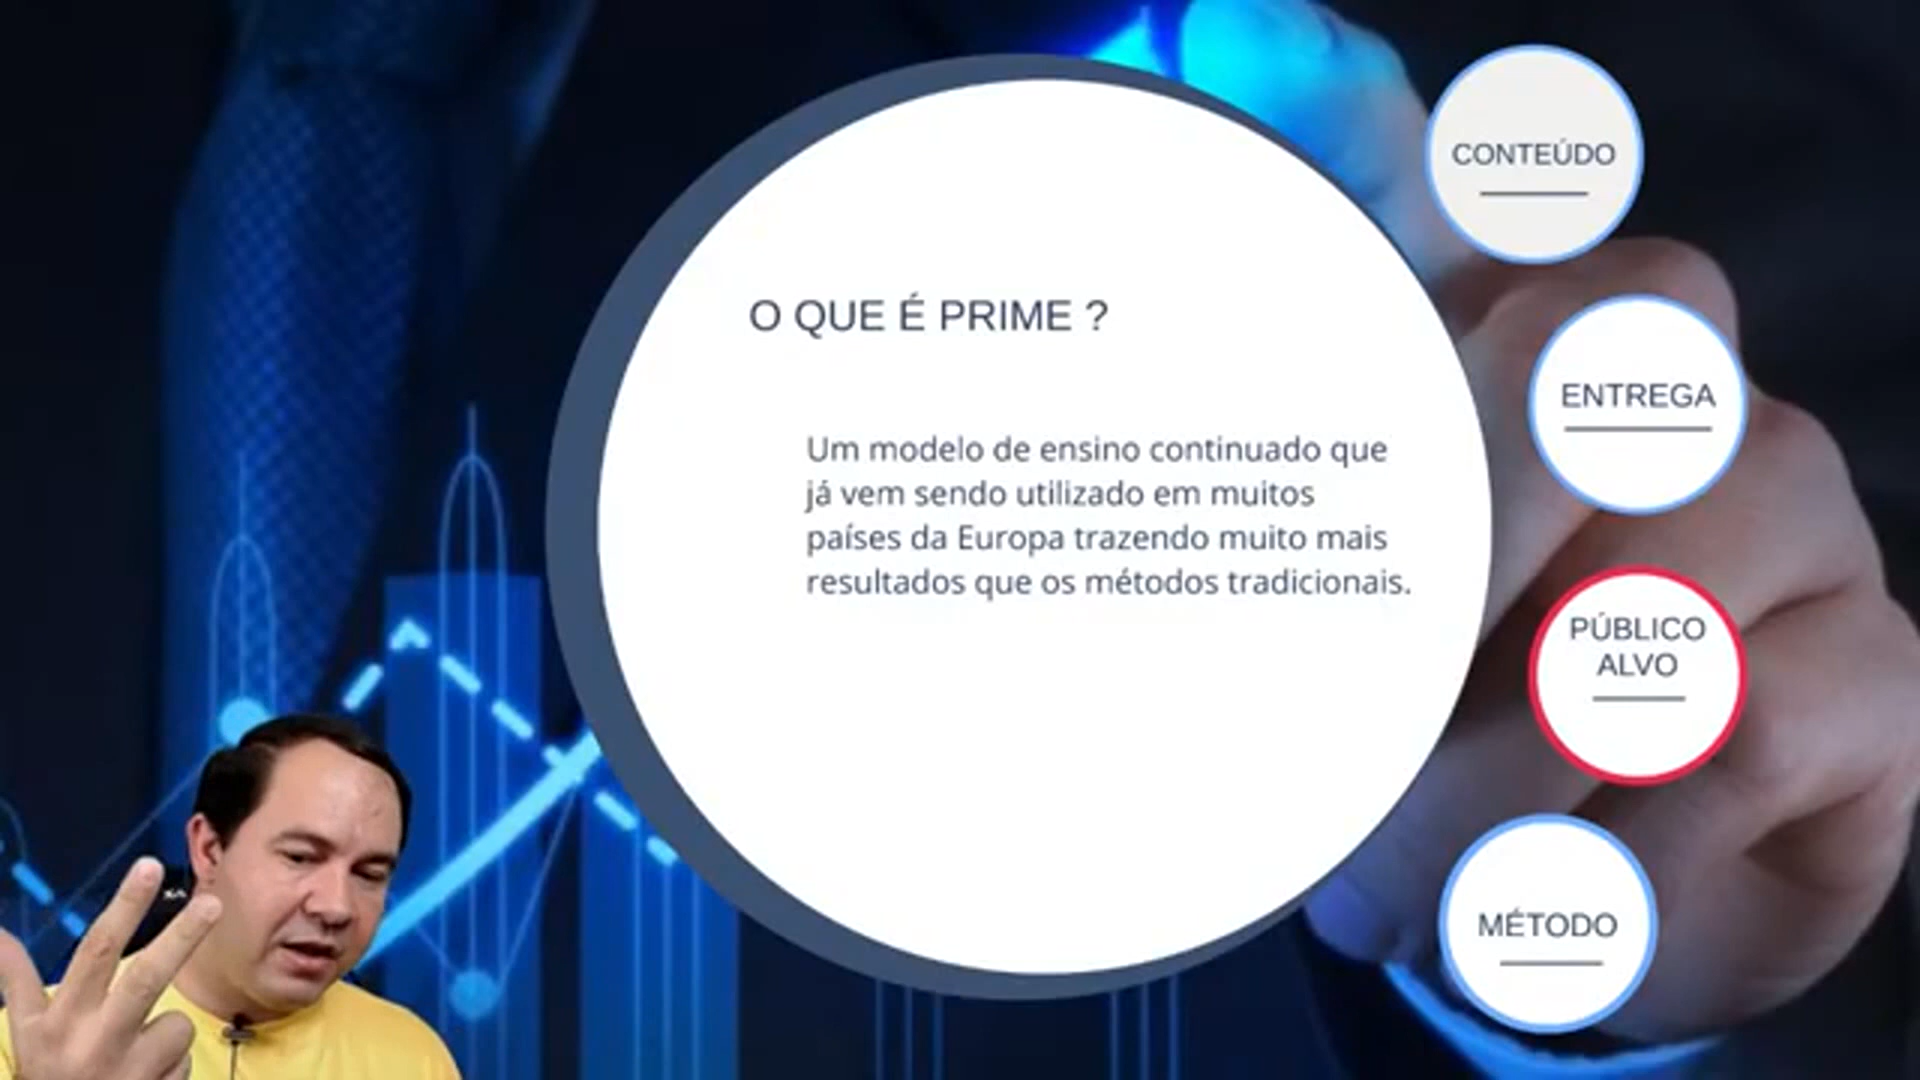 O QUE É PRIME ?
Um modelo de ensino continuado que
já vem sendo utilizado em muitos
países da Europa trazendo muito mais
resultados que os métodos tradicionais.
CONTEÚDO
ENTREGA
PÚBLICO
ALVO
MÉTODO